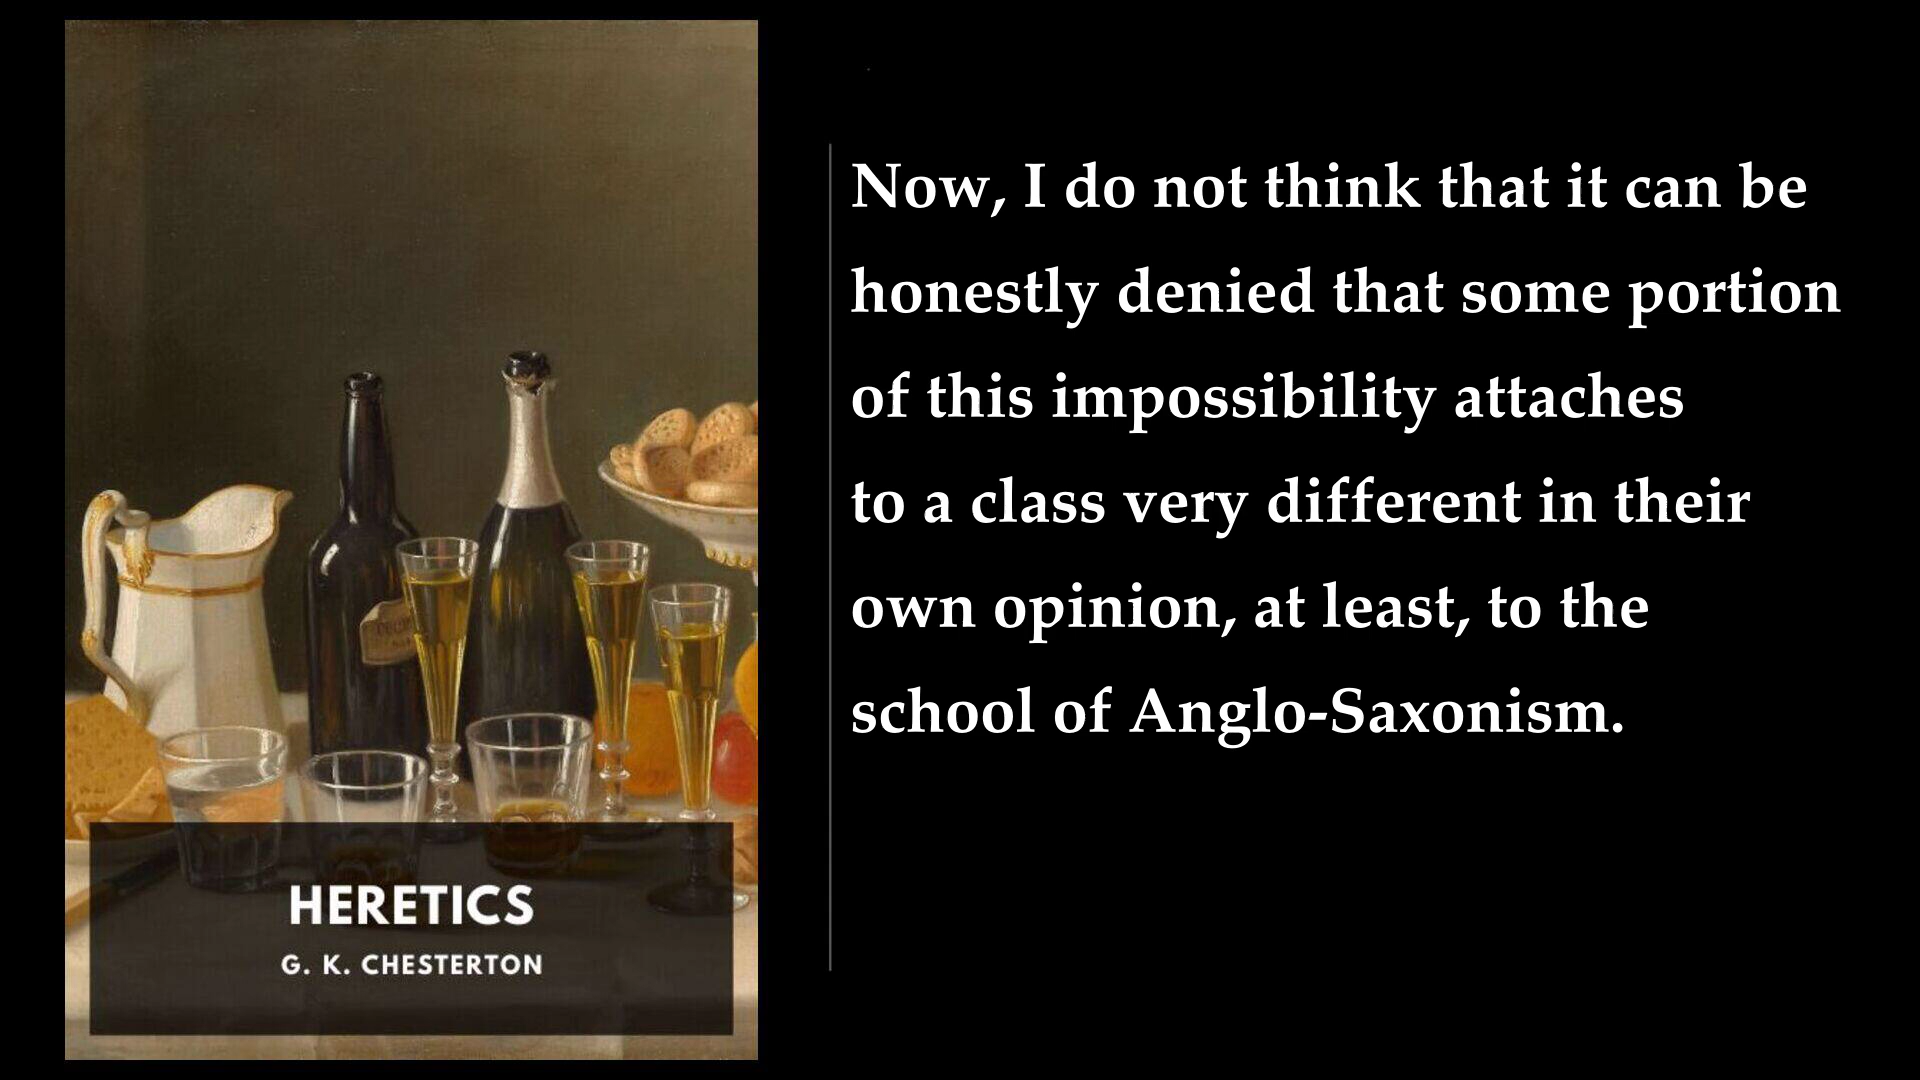 Now, I do not think that it can be
honestly denied that some portion
of this impossibility attaches
to a class very different in their
own opinion, at least, to the
school of Anglo-Saxonism.
HERETICS
G. K. CHESTERTON